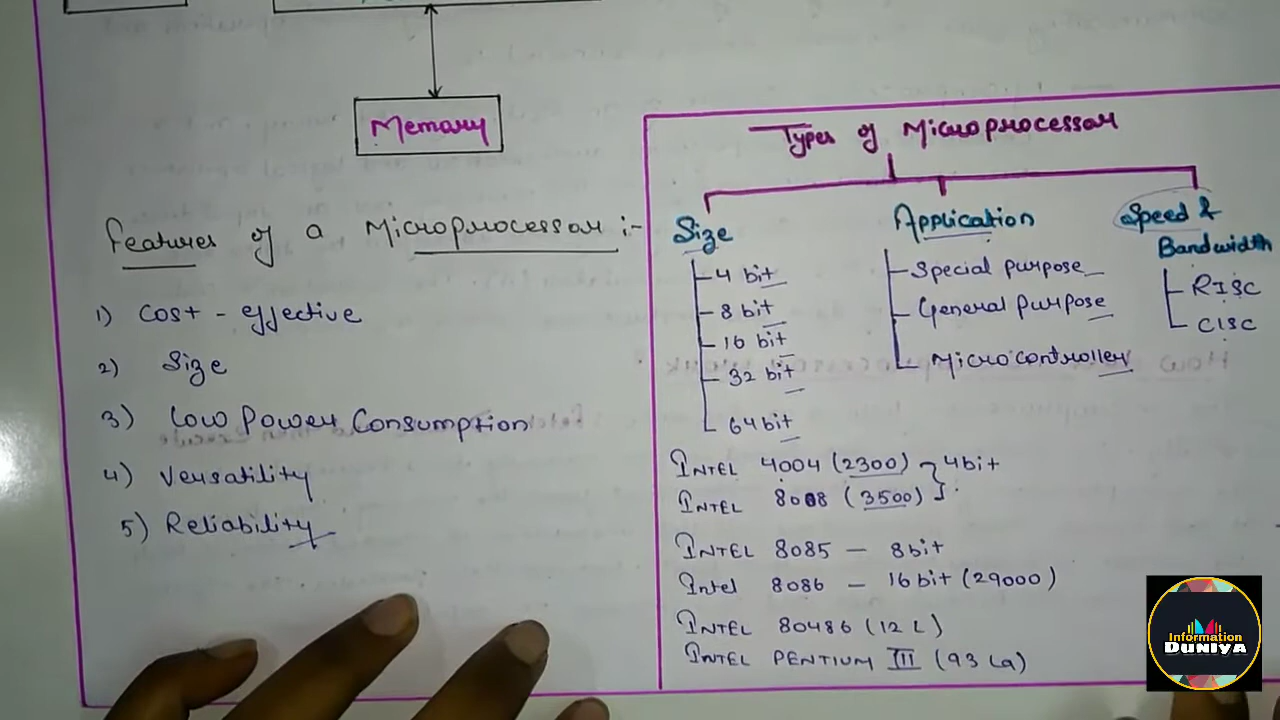 Memory
Features of a Microprocessor :-
1) Cost - effective
2) Size
3) Low Power Consumption
4) Versatility
5) Reliability
Types of Microprocessor
Size
4 bit
8 bit
16 bit
32 bit
64 bit
Application
Special purpose
General purpose
Microcontroller
Speed &
Bandwidth
RISC
CISC
INTEL 4004 (2300) } 4bit
INTEL 8008 (3500)
INTEL 8085 — 8bit
Intel 8086 — 16 bit (29000)
INTEL 80486 (12 L)
INTEL PENTIUM III (93 La)
Information
DUNIYA